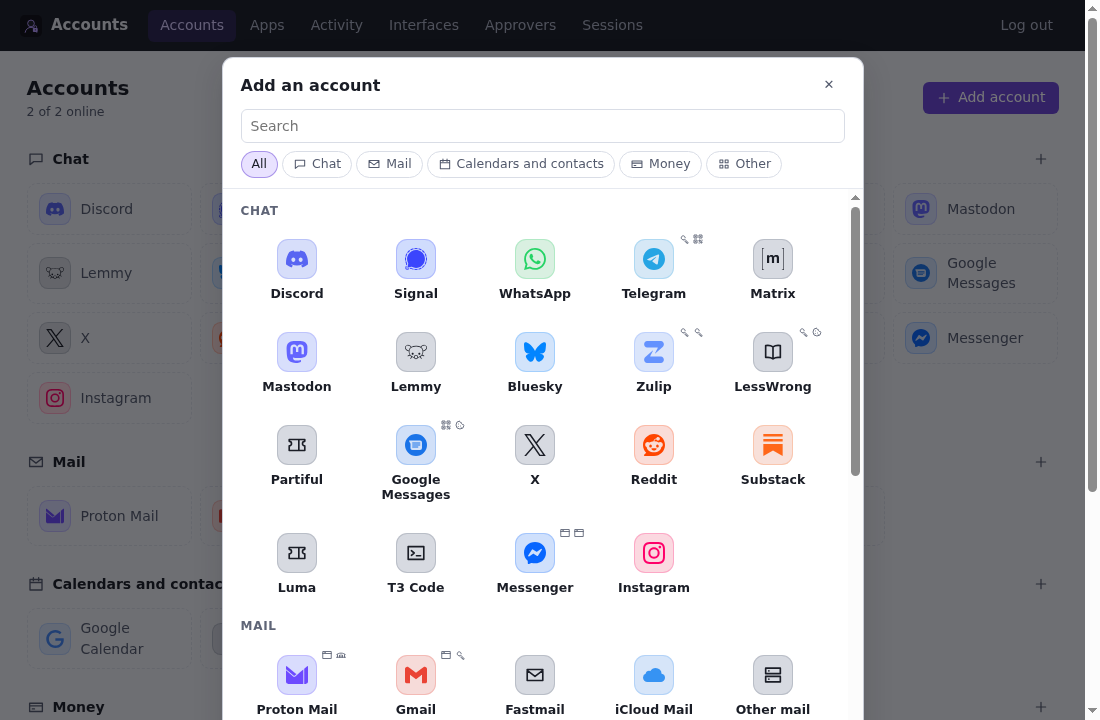 Accounts
Accounts
Apps
Activity
Interfaces
Approvers
Sessions
Log out
Accounts
2 of 2 online
Add account
Chat
Discord
Mastodon
Lemmy
Google
Messages
X
Messenger
Instagram
Mail
Proton Mail
Calendars and contac
Google
Calendar
Money
Add an account
Search
All
Chat
Mail
Calendars and contacts
Money
Other
CHAT
Discord
Signal
WhatsApp
Telegram
[m]
Matrix
Mastodon
Lemmy
Bluesky
Zulip
LessWrong
Partiful
Google
Messages
X
Reddit
Substack
Luma
T3 Code
Messenger
Instagram
MAIL
Proton Mail
Gmail
Fastmail
iCloud Mail
Other mail